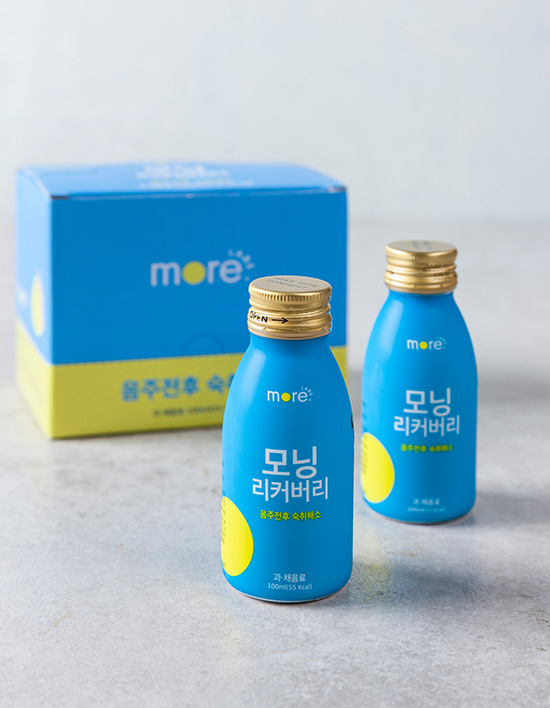 more
음주전후 숙취
OPEN →
more
모닝
리커버리
음주전후 숙취해소
과·채음료
100ml(55 Kcal)
more
모닝
리커버리
음주전후 숙취해소
과·채음료